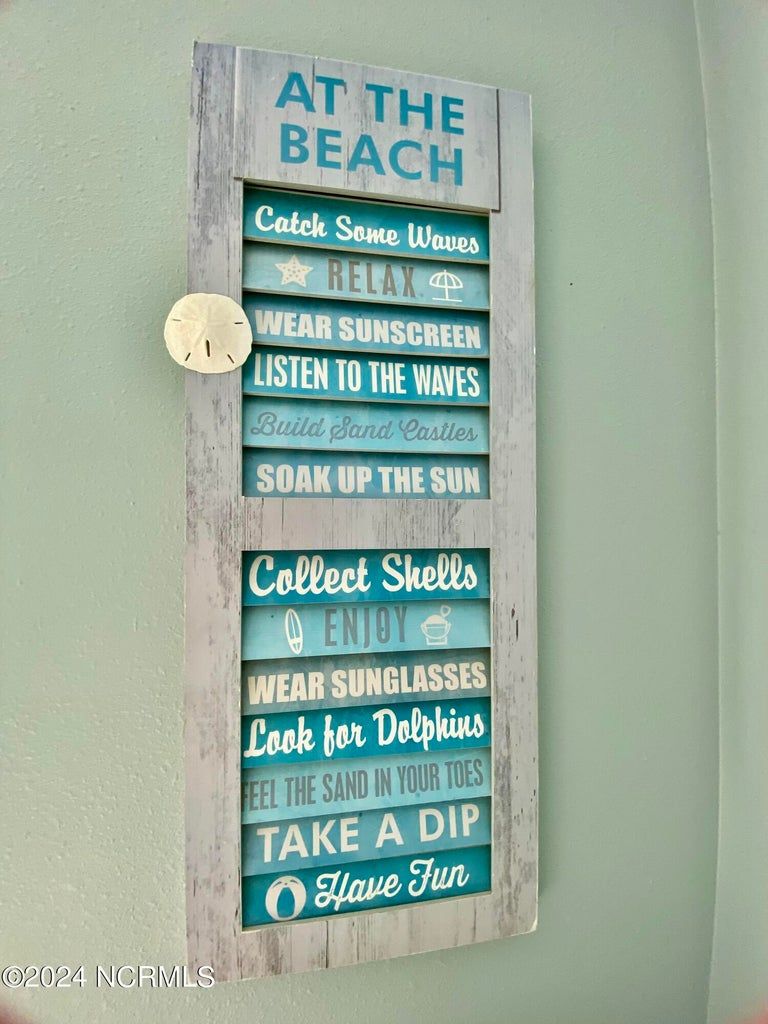 AT THE
BEACH
Catch Some Waves
RELAX
WEAR SUNSCREEN
LISTEN TO THE WAVES
Build Sand Castles
SOAK UP THE SUN
Collect Shells
ENJOY
WEAR SUNGLASSES
Look for Dolphins
FEEL THE SAND IN YOUR TOES
TAKE A DIP
Have Fun
©2024 NCRMLS